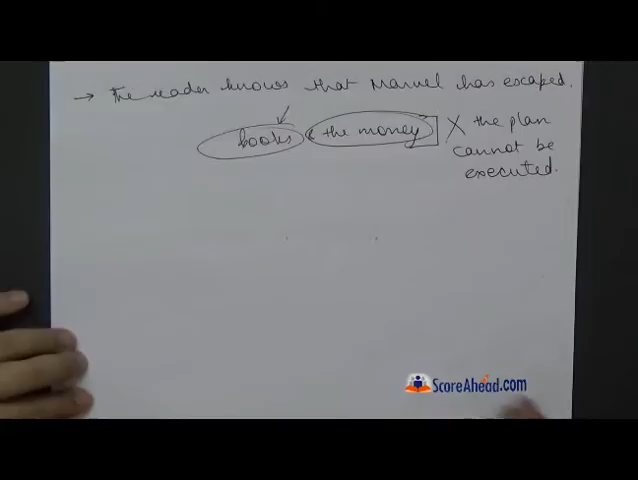 → The reader knows that Marvel has escaped.
books & the money X the plan
cannot be
executed.
ScoreAhead.com